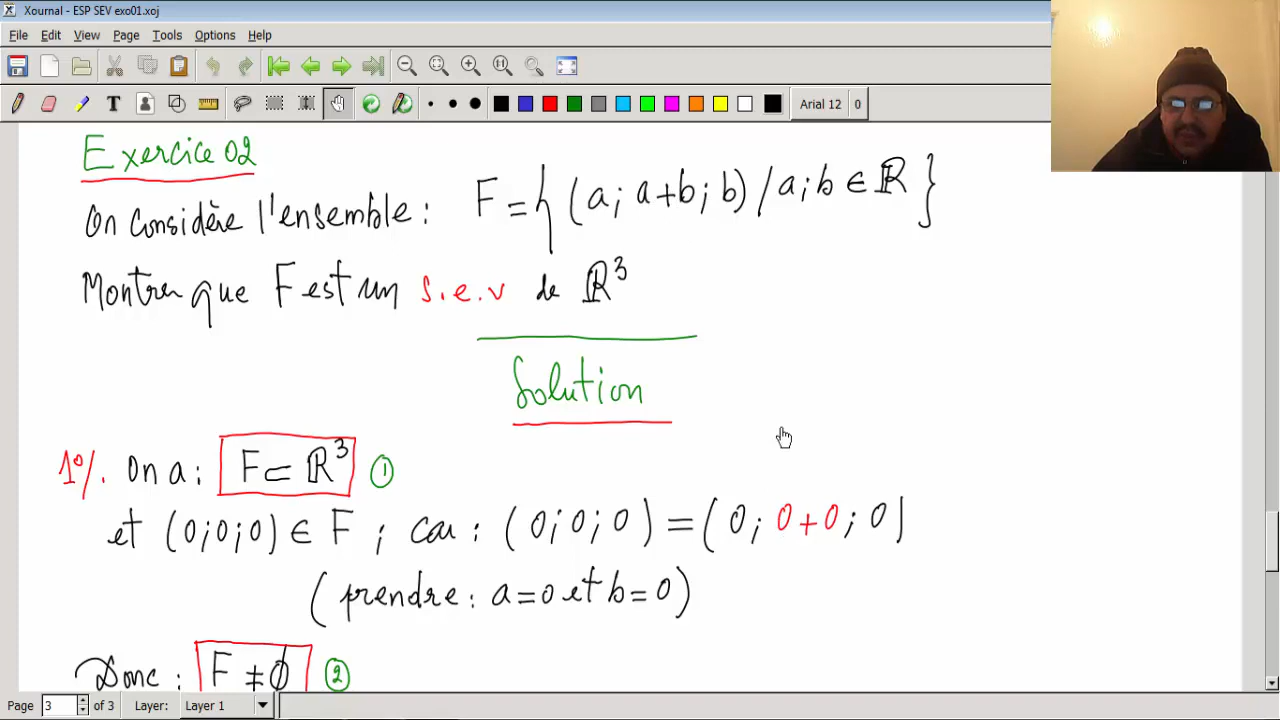 Xournal - ESP SEV exo01.xoj
File Edit View Page Tools Options Help
Arial 12 0
Exercice 02
On Considère l'ensemble : F = { (a; a+b; b) / a; b ∈ ℝ }
Montrer que F est un s.e.v de ℝ³
Solution
1°/. On a : F ⊂ ℝ³ ①
et (0;0;0) ∈ F ; car : (0; 0; 0) = (0; 0+0; 0)
(prendre : a=0 et b=0)
Donc : F ≠ ∅ ②
Page 3 of 3 Layer: Layer 1